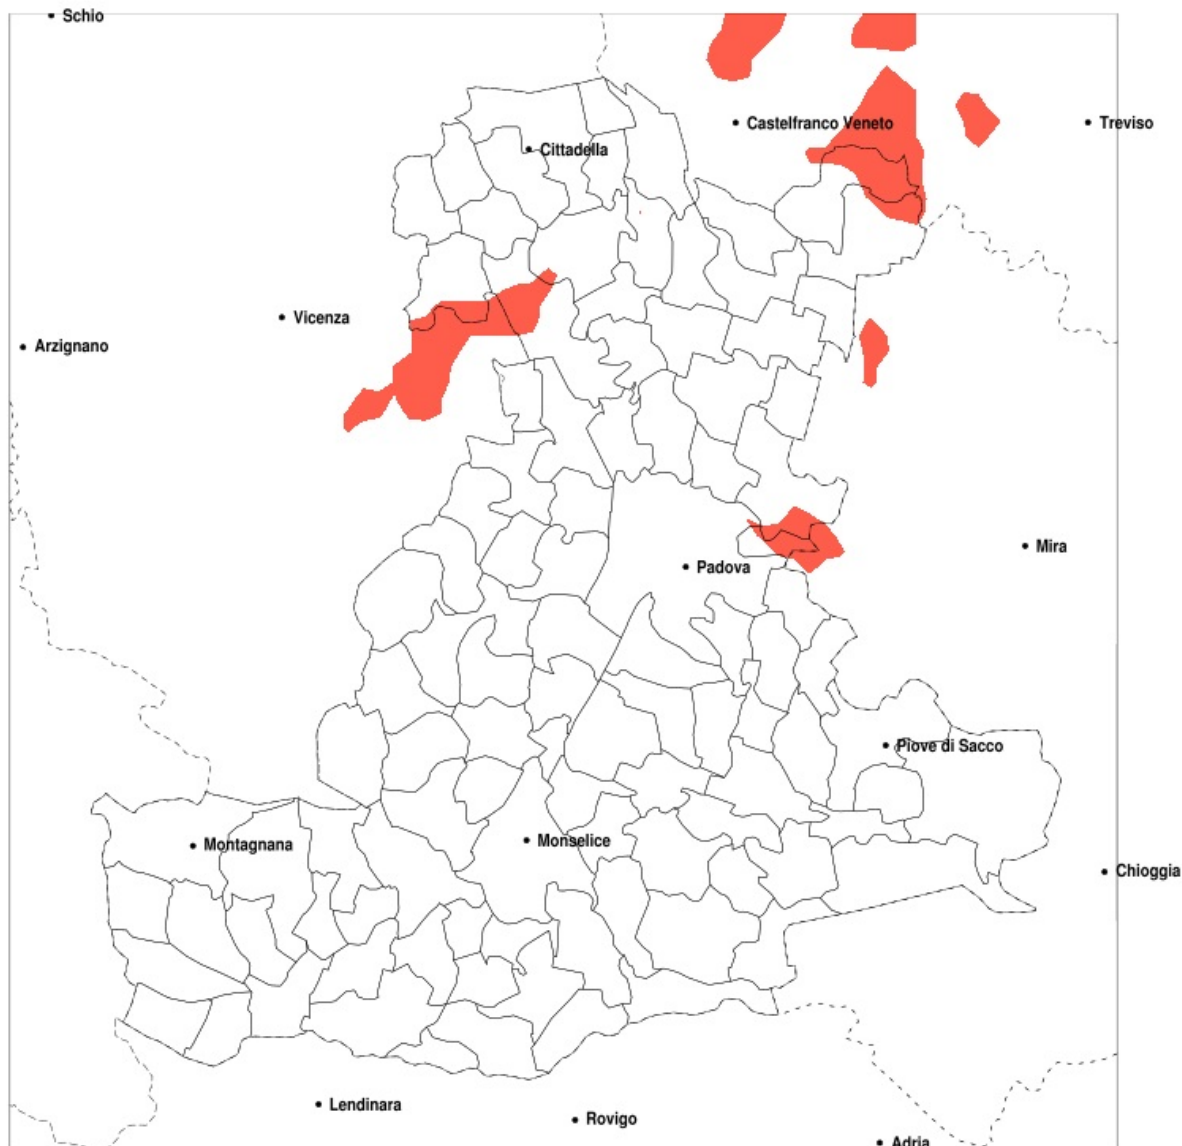 Schio
Castelfranco Veneto
Treviso
Cittadella
Vicenza
Arzignano
Mira
Padova
Piove di Sacco
Montagnana
Monselice
Chioggia
Lendinara
Rovigo
Adria